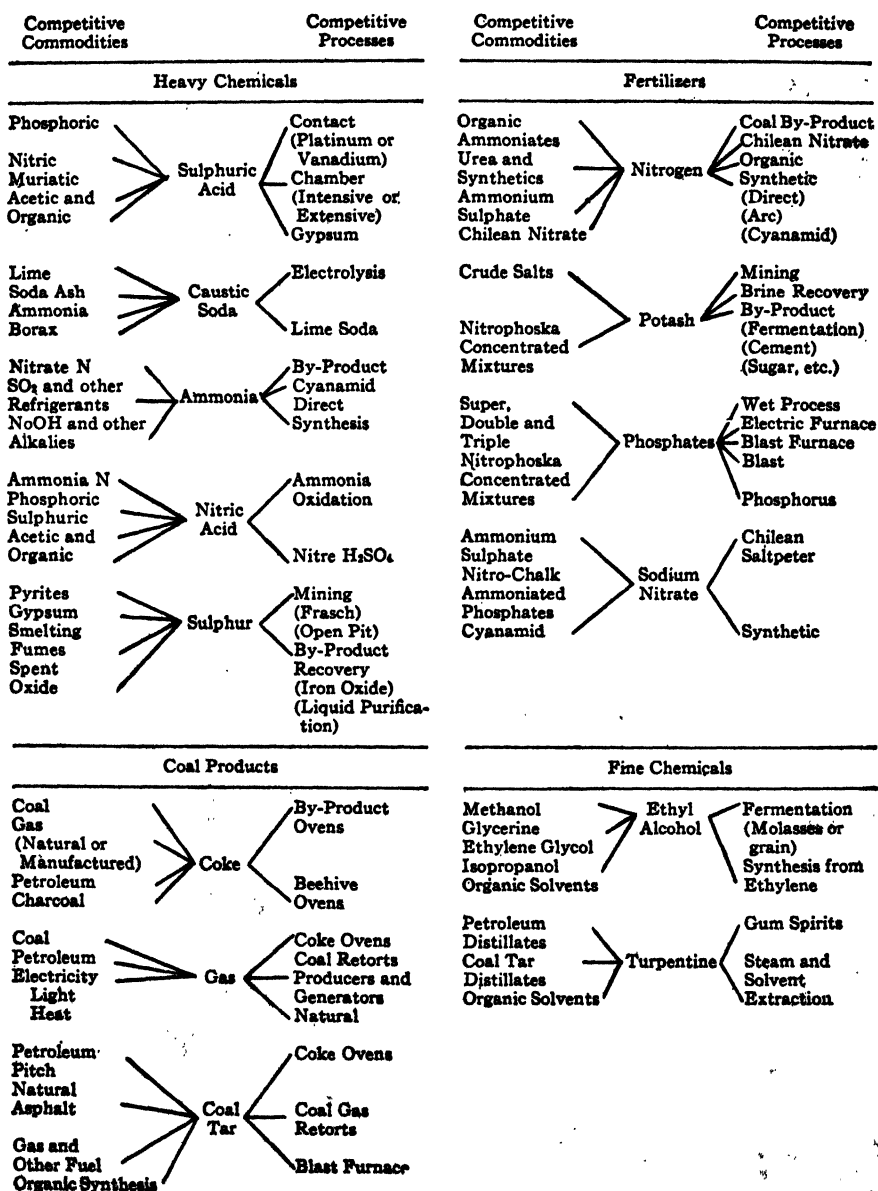 Competitive Commodities
Competitive Processes
Heavy Chemicals
Phosphoric
Nitric
Muriatic
Acetic and
Organic
Sulphuric
Acid
Contact
(Platinum or
Vanadium)
Chamber
(Intensive or
Extensive)
Gypsum
Lime
Soda Ash
Ammonia
Borax
Caustic
Soda
Electrolysis
Lime Soda
Nitrate N
SO₂ and other
Refrigerants
NoOH and other
Alkalies
Ammonia
By-Product
Cyanamid
Direct
Synthesis
Ammonia N
Phosphoric
Sulphuric
Acetic and
Organic
Nitric
Acid
Ammonia
Oxidation
Nitre H₂SO₄
Pyrites
Gypsum
Smelting
Fumes
Spent
Oxide
Sulphur
Mining
(Frasch)
(Open Pit)
By-Product
Recovery
(Iron Oxide)
(Liquid Purifica-
tion)
Coal Products
Coal
Gas
(Natural or
Manufactured)
Petroleum
Charcoal
Coke
By-Product
Ovens
Beehive
Ovens
Coal
Petroleum
Electricity
Light
Heat
Gas
Coke Ovens
Coal Retorts
Producers and
Generators
Natural
Petroleum
Pitch
Natural
Asphalt
Gas and
Other Fuel
Organic Synthesis
Coal
Tar
Coke Ovens
Coal Gas
Retorts
Blast Furnace
Competitive Commodities
Competitive Processes
Fertilizers
Organic
Ammoniates
Urea and
Synthetics
Ammonium
Sulphate
Chilean Nitrate
Nitrogen
Coal By-Product
Chilean Nitrate
Organic
Synthetic
(Direct)
(Arc)
(Cyanamid)
Crude Salts
Nitrophoska
Concentrated
Mixtures
Potash
Mining
Brine Recovery
By-Product
(Fermentation)
(Cement)
(Sugar, etc.)
Super,
Double and
Triple
Nitrophoska
Concentrated
Mixtures
Phosphates
Wet Process
Electric Furnace
Blast Furnace
Blast
Phosphorus
Ammonium
Sulphate
Nitro-Chalk
Ammoniated
Phosphates
Cyanamid
Sodium
Nitrate
Chilean
Saltpeter
Synthetic
Fine Chemicals
Methanol
Glycerine
Ethylene Glycol
Isopropanol
Organic Solvents
Ethyl
Alcohol
Fermentation
(Molasses or
grain)
Synthesis from
Ethylene
Petroleum
Distillates
Coal Tar
Distillates
Organic Solvents
Turpentine
Gum Spirits
Steam and
Solvent
Extraction